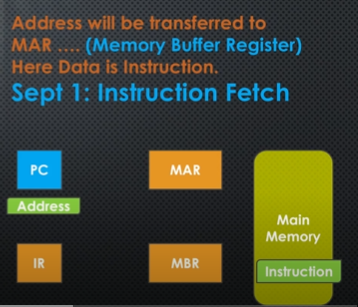 Address will be transferred to
MAR .... (Memory Buffer Register)
Here Data is Instruction.
Sept 1: Instruction Fetch
PC
MAR
Address
Main
Memory
IR
MBR
Instruction